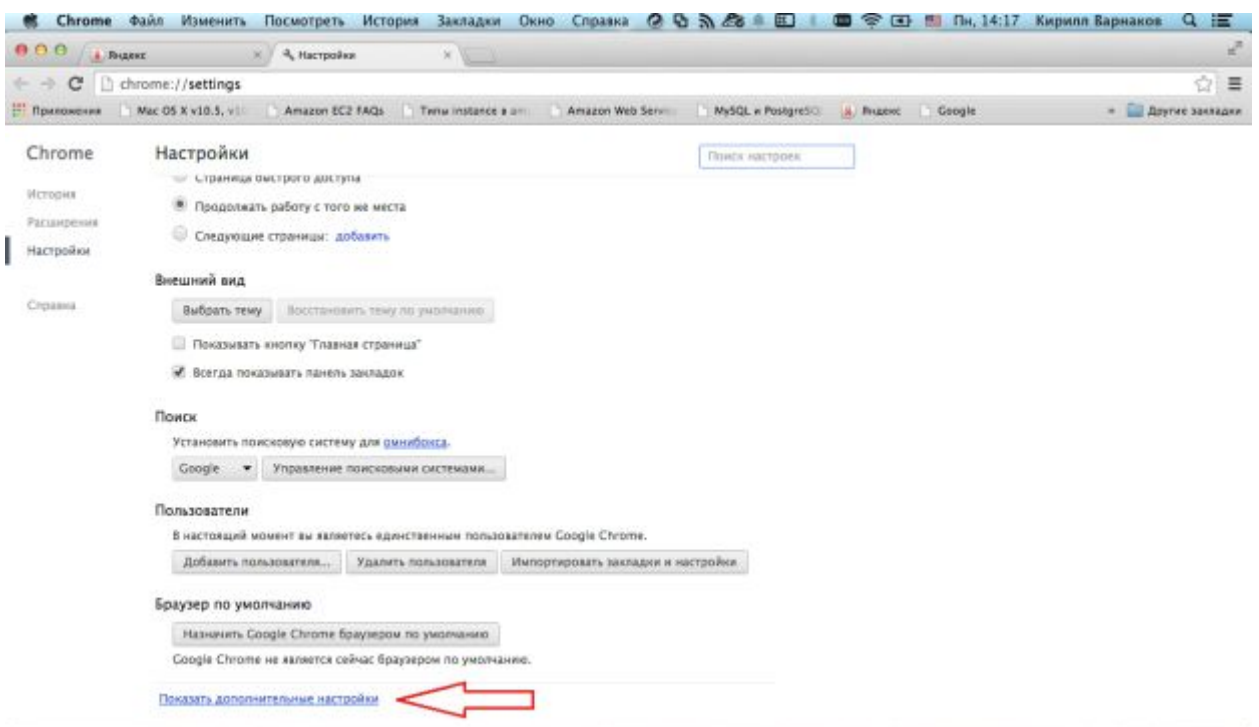 Chrome Файл Изменить Посмотреть История Закладки Окно Справка Пн, 14:17 Кирилл Варнаков
Яндекс Настройки
chrome://settings
Приложения Mac OS X v10.5, Amazon EC2 FAQs Типы instance в Amazon Web MySQL и Яндекс Google » Другие закладки
Chrome Настройки Поиск настроек
Страница быстрого доступа
История
Продолжать работу с того же места
Расширения
Следующие страницы: добавить
Настройки
Внешний вид
Справка
Выбрать тему Восстановить тему по умолчанию
Показывать кнопку "Главная страница"
Всегда показывать панель закладок
Поиск
Установить поисковую систему для омнибокса.
Google Управление поисковыми системами...
Пользователи
В настоящий момент вы являетесь единственным пользователем Google Chrome.
Добавить пользователя... Удалить пользователя Импортировать закладки и настройки
Браузер по умолчанию
Назначить Google Chrome браузером по умолчанию
Google Chrome не является сейчас браузером по умолчанию.
Показать дополнительные настройки